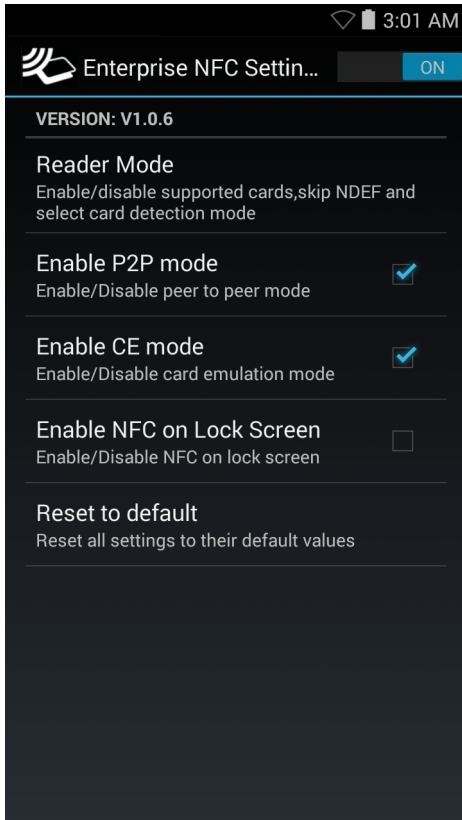 3:01 AM
Enterprise NFC Settin...
ON
VERSION: V1.0.6
Reader Mode
Enable/disable supported cards,skip NDEF and
select card detection mode
Enable P2P mode
Enable/Disable peer to peer mode
Enable CE mode
Enable/Disable card emulation mode
Enable NFC on Lock Screen
Enable/Disable NFC on lock screen
Reset to default
Reset all settings to their default values